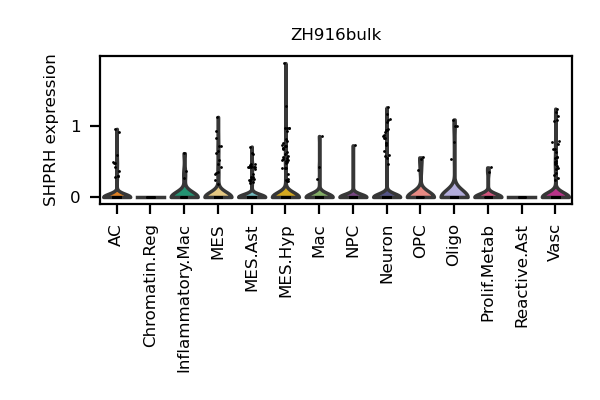 ZH916bulk
SHPRH expression
1
0
AC
Chromatin.Reg
Inflammatory.Mac
MES
MES.Ast
MES.Hyp
Mac
NPC
Neuron
OPC
Oligo
Prolif.Metab
Reactive.Ast
Vasc